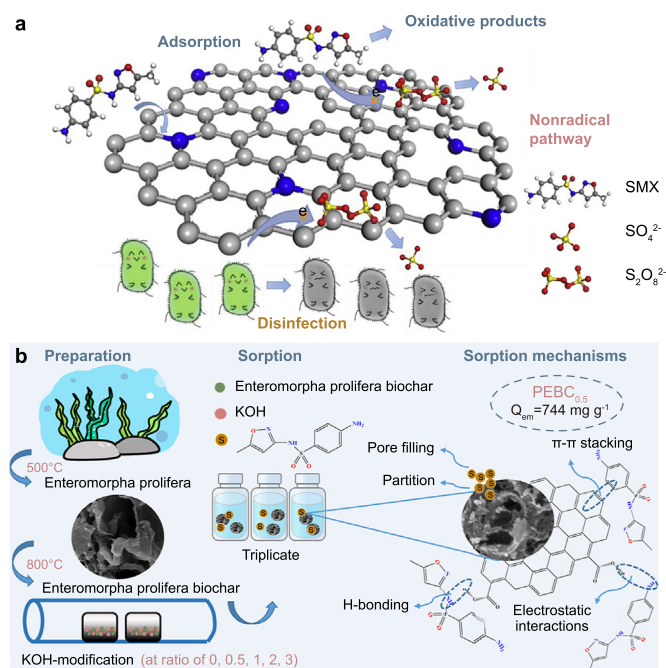 a
Adsorption
Oxidative products
e⁻
Nonradical
pathway
SMX
SO₄²⁻
S₂O₈²⁻
e⁻
Disinfection
b
Preparation
500°C
Enteromorpha prolifera
800°C
Enteromorpha prolifera biochar
KOH-modification (at ratio of 0, 0.5, 1, 2, 3)
Sorption
Enteromorpha prolifera biochar
KOH
S
Triplicate
Sorption mechanisms
PEBC₀.₅
Qₑₘ=744 mg g⁻¹
π-π stacking
Pore filling
Partition
H-bonding
Electrostatic
interactions